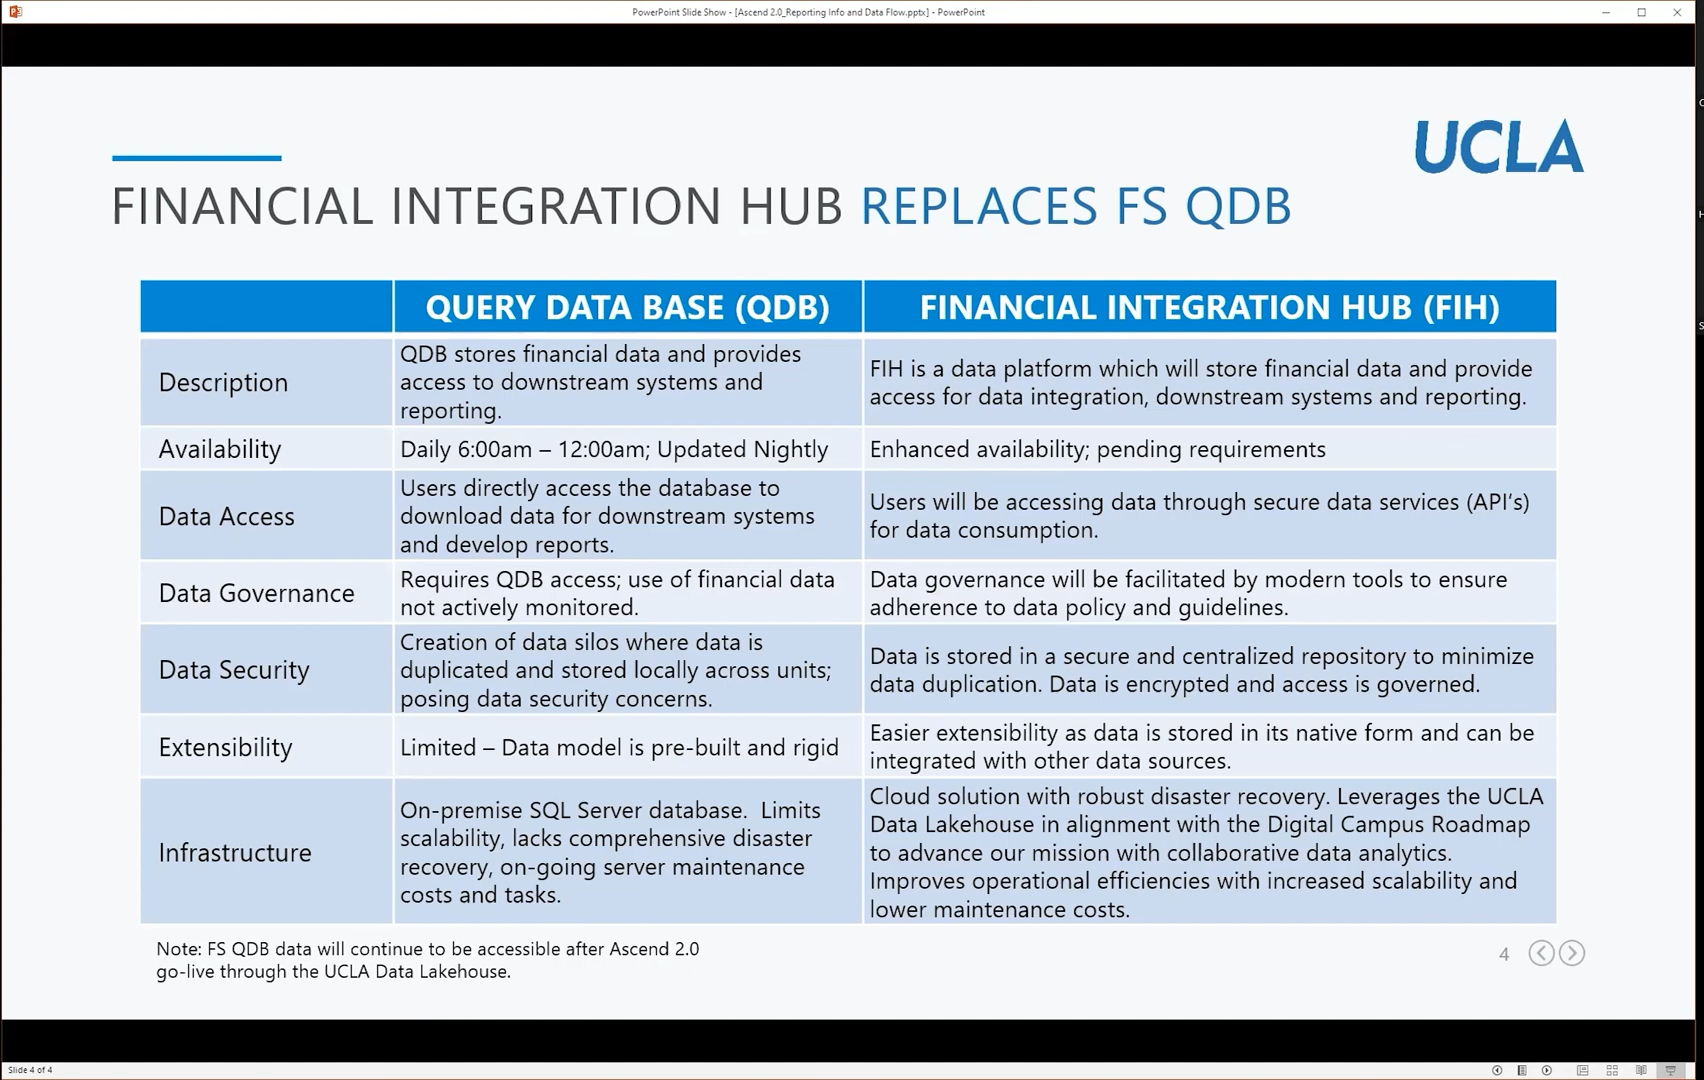 PowerPoint Slide Show - [Ascend 2.0_Reporting Info and Data Flow.pptx] - PowerPoint
UCLA
FINANCIAL INTEGRATION HUB REPLACES FS QDB
QUERY DATA BASE (QDB)
FINANCIAL INTEGRATION HUB (FIH)
Description
QDB stores financial data and provides
access to downstream systems and
reporting.
FIH is a data platform which will store financial data and provide
access for data integration, downstream systems and reporting.
Availability
Daily 6:00am – 12:00am; Updated Nightly
Enhanced availability; pending requirements
Data Access
Users directly access the database to
download data for downstream systems
and develop reports.
Users will be accessing data through secure data services (API's)
for data consumption.
Data Governance
Requires QDB access; use of financial data
not actively monitored.
Data governance will be facilitated by modern tools to ensure
adherence to data policy and guidelines.
Data Security
Creation of data silos where data is
duplicated and stored locally across units;
posing data security concerns.
Data is stored in a secure and centralized repository to minimize
data duplication. Data is encrypted and access is governed.
Extensibility
Limited – Data model is pre-built and rigid
Easier extensibility as data is stored in its native form and can be
integrated with other data sources.
Infrastructure
On-premise SQL Server database.  Limits
scalability, lacks comprehensive disaster
recovery, on-going server maintenance
costs and tasks.
Cloud solution with robust disaster recovery. Leverages the UCLA
Data Lakehouse in alignment with the Digital Campus Roadmap
to advance our mission with collaborative data analytics.
Improves operational efficiencies with increased scalability and
lower maintenance costs.
Note: FS QDB data will continue to be accessible after Ascend 2.0
go-live through the UCLA Data Lakehouse.
4
Slide 4 of 4